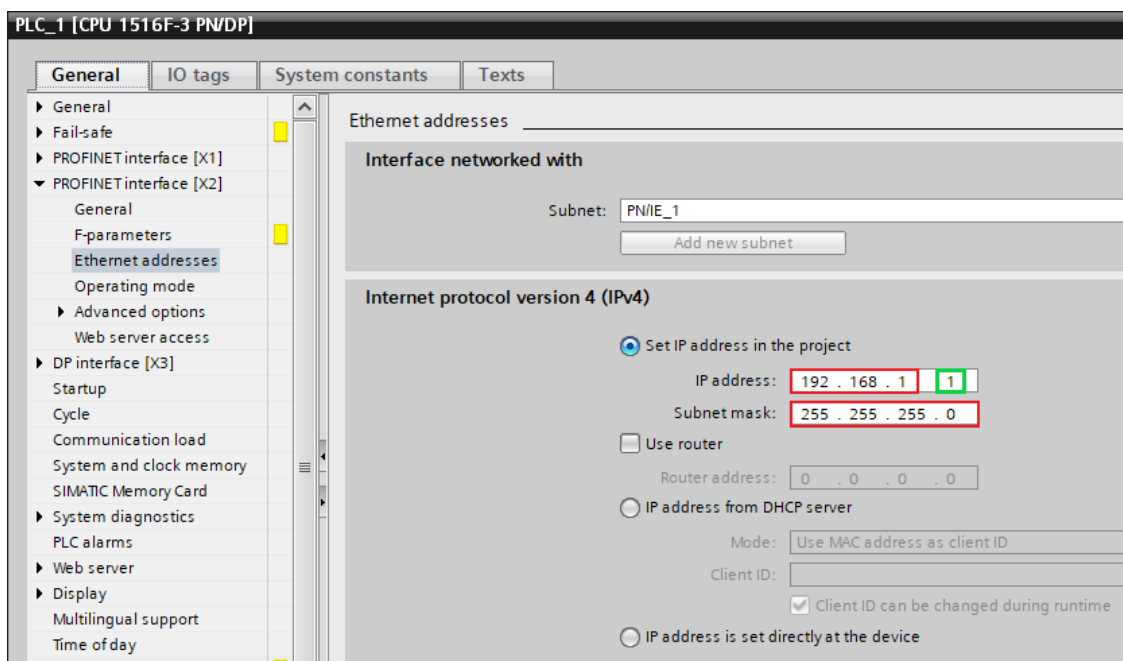 PLC_1 [CPU 1516F-3 PN/DP]
General IO tags System constants Texts
General
Fail-safe
PROFINET interface [X1]
PROFINET interface [X2]
General
F-parameters
Ethernet addresses
Operating mode
Advanced options
Web server access
DP interface [X3]
Startup
Cycle
Communication load
System and clock memory
SIMATIC Memory Card
System diagnostics
PLC alarms
Web server
Display
Multilingual support
Time of day
Ethernet addresses
Interface networked with
Subnet: PN/IE_1
Add new subnet
Internet protocol version 4 (IPv4)
Set IP address in the project
IP address: 192 . 168 . 1 1
Subnet mask: 255 . 255 . 255 . 0
Use router
Router address: 0 . 0 . 0 . 0
IP address from DHCP server
Mode: Use MAC address as client ID
Client ID:
Client ID can be changed during runtime
IP address is set directly at the device